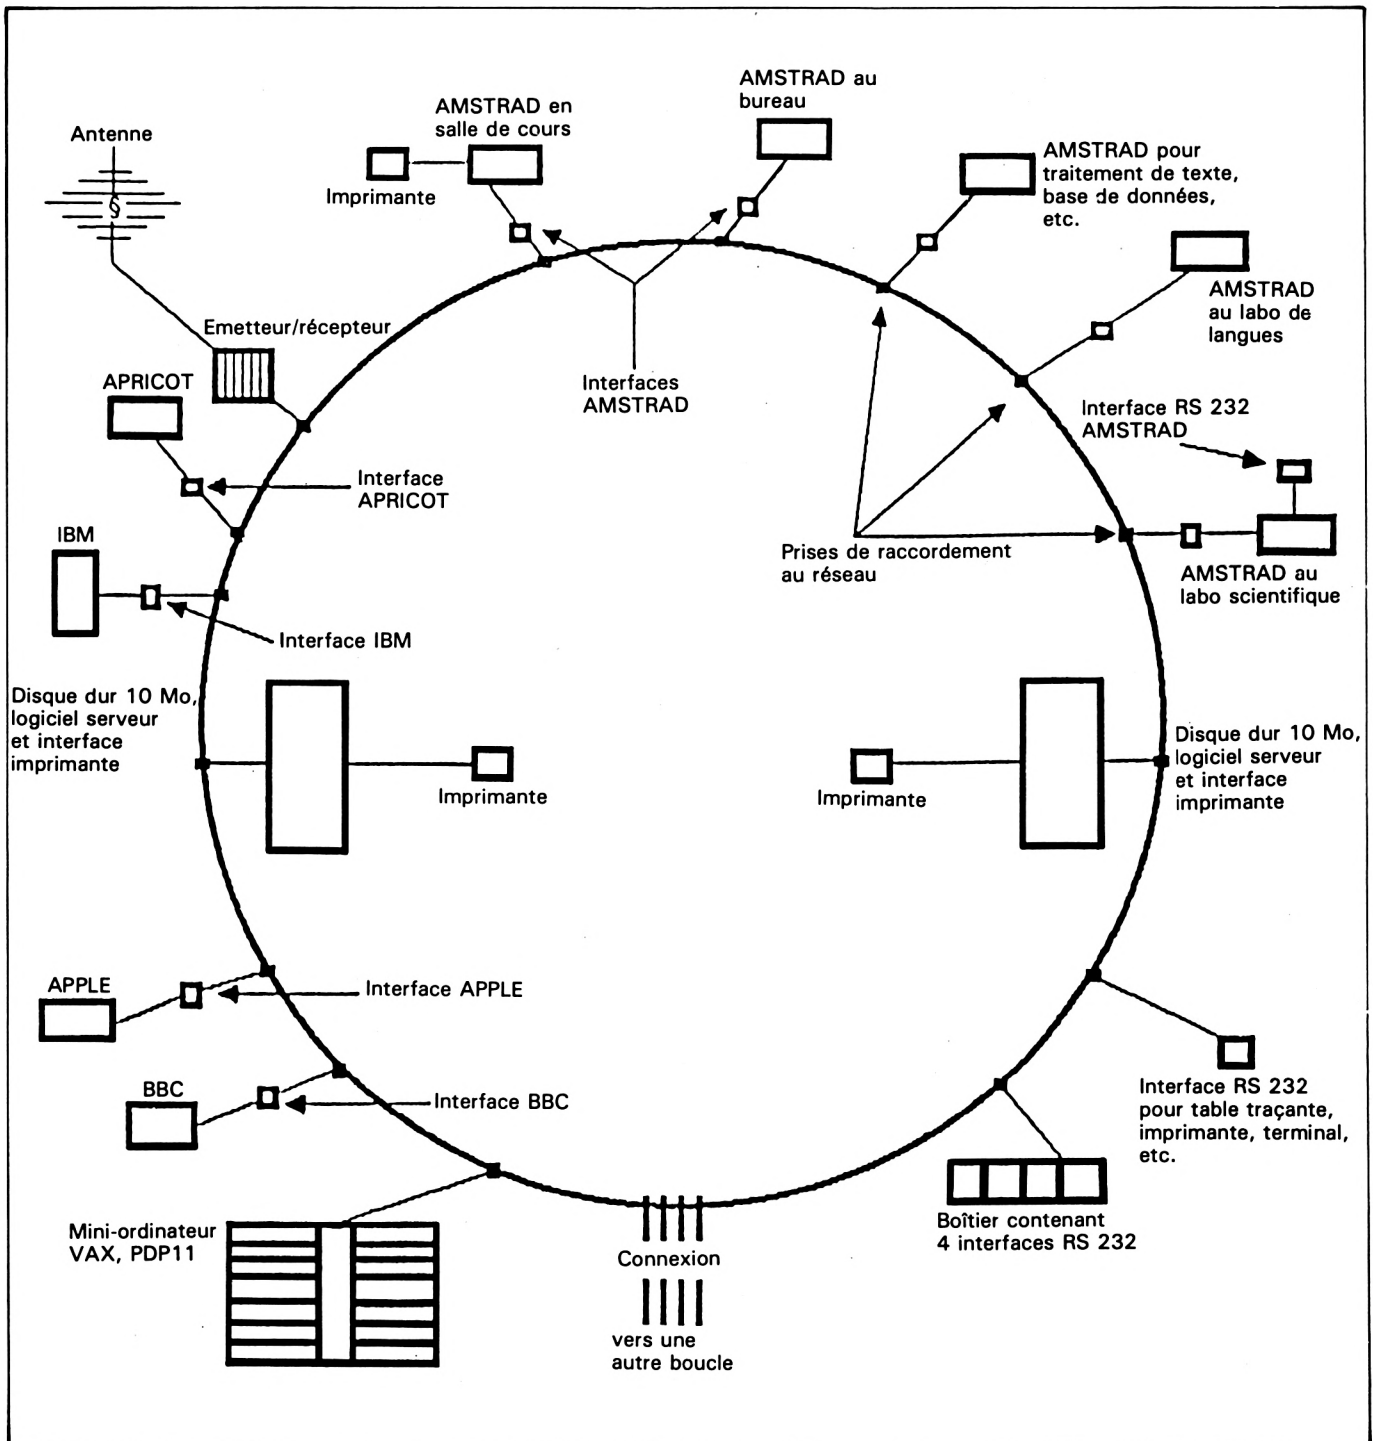 AMSTRAD au
bureau
AMSTRAD en
salle de cours
Antenne
Imprimante
AMSTRAD pour
traitement de texte,
base de données,
etc.
§
AMSTRAD
au labo de
langues
Emetteur/récepteur
APRICOT
Interfaces
AMSTRAD
Interface RS 232
AMSTRAD
Interface
APRICOT
IBM
Prises de raccordement
au réseau
AMSTRAD au
labo scientifique
Interface IBM
Disque dur 10 Mo,
logiciel serveur
et interface
imprimante
Imprimante
Imprimante
Disque dur 10 Mo,
logiciel serveur
et interface
imprimante
APPLE
Interface APPLE
BBC
Interface BBC
Interface RS 232
pour table traçante,
imprimante, terminal,
etc.
Mini-ordinateur
VAX, PDP11
Boîtier contenant
4 interfaces RS 232
Connexion
vers une
autre boucle